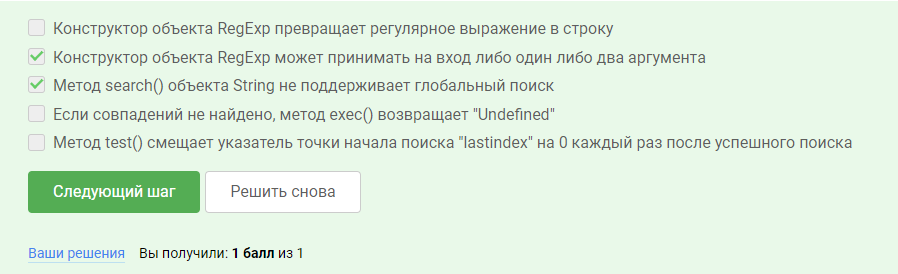 Конструктор объекта RegExp превращает регулярное выражение в строку
Конструктор объекта RegExp может принимать на вход либо один либо два аргумента
Метод search() объекта String не поддерживает глобальный поиск
Если совпадений не найдено, метод exec() возвращает "Undefined"
Метод test() смещает указатель точки начала поиска "lastindex" на 0 каждый раз после успешного поиска
Следующий шаг Решить снова
Ваши решения Вы получили: 1 балл из 1